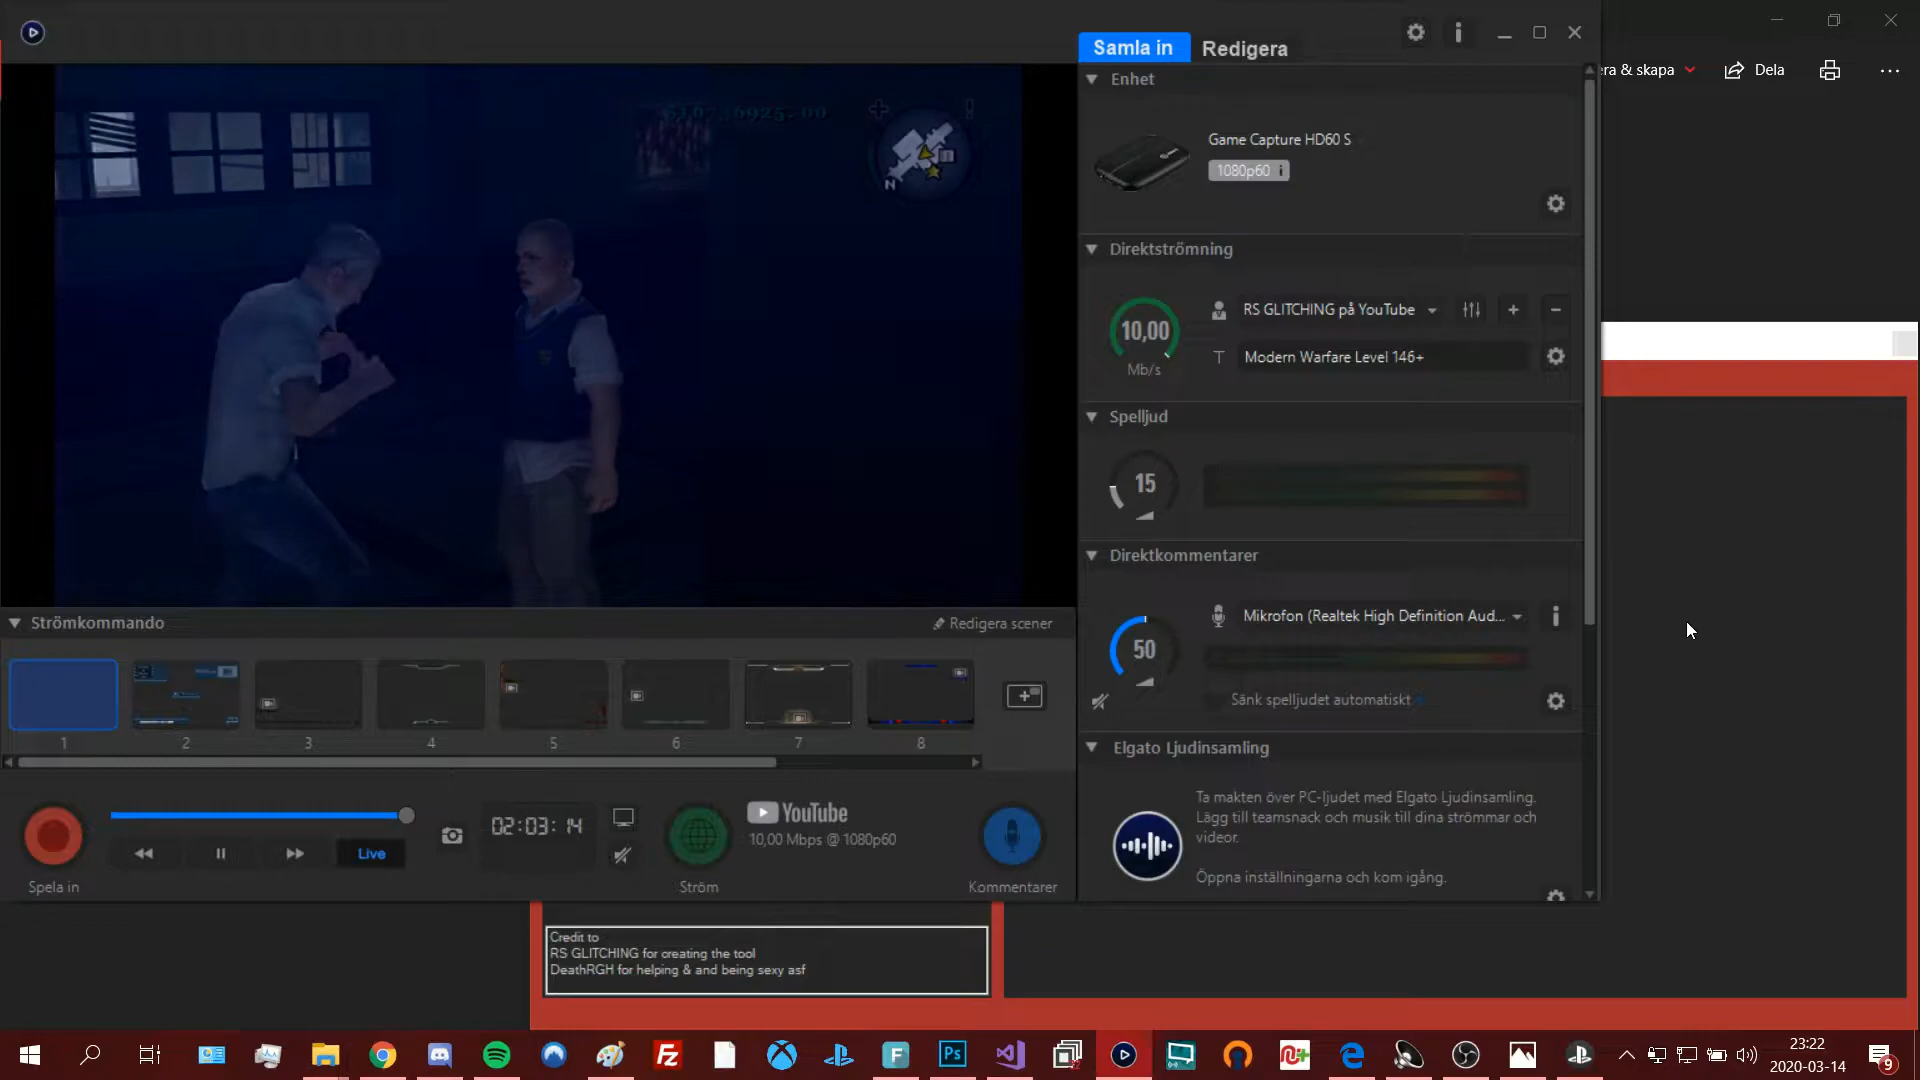 Samla in
Redigera
era & skapa
Dela
Enhet
N
Game Capture HD60 S
1080p60 i
Direktströmning
10,00
Mb/s
RS GLITCHING på YouTube
Modern Warfare Level 146+
Spelljud
15
Direktkommentarer
50
Mikrofon (Realtek High Definition Aud...
Sänk spelljudet automatiskt
Strömkommando
Redigera scener
1 2 3 4 5 6 7 8
Elgato Ljudinsamling
Ta makten över PC-ljudet med Elgato Ljudinsamling.
Lägg till teamsnack och musik till dina strömmar och
videor.
Öppna inställningarna och kom igång.
Live
02:03:14
YouTube
10,00 Mbps @ 1080p60
Spela in
Ström
Kommentarer
Credit to
RS GLITCHING for creating the tool
DeathRGH for helping & and being sexy asf
Fz
F
Ps
23:22
2020-03-14
9